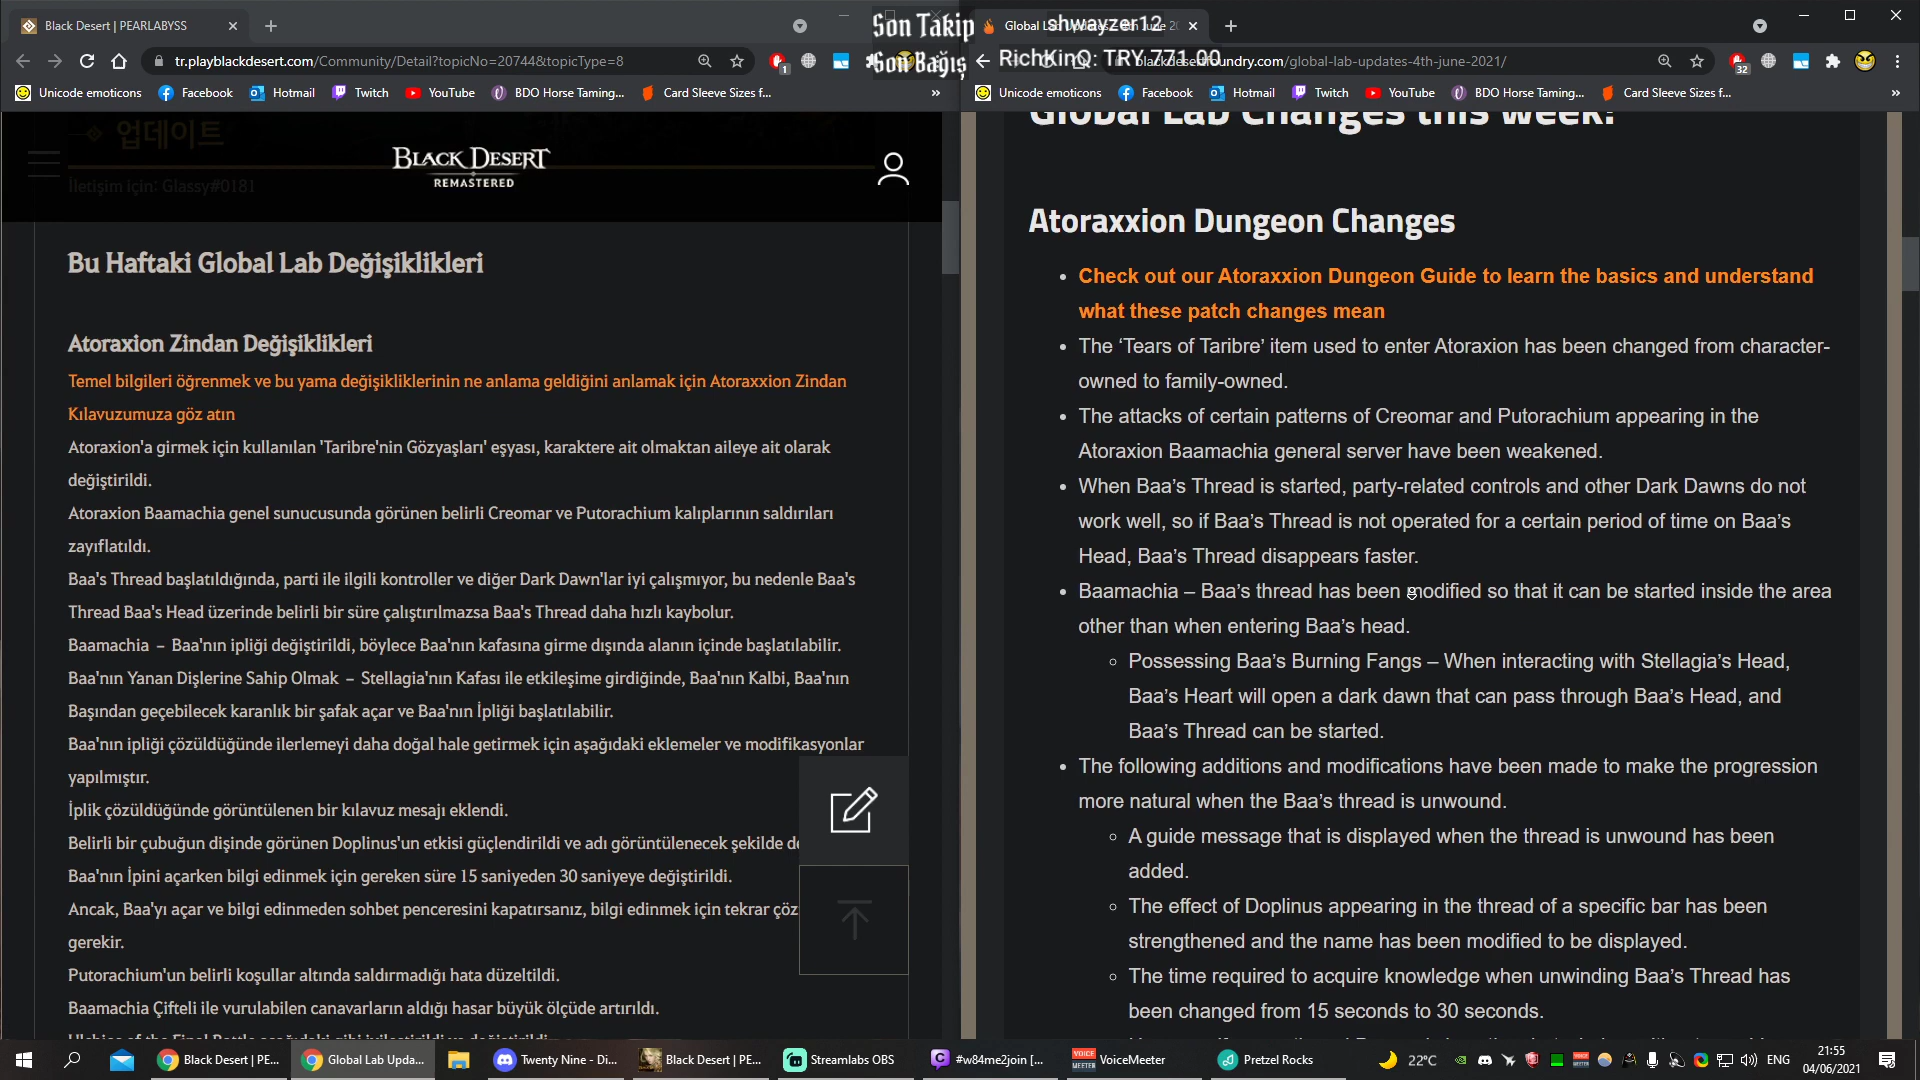 Black Desert | PEARLABYSS
Son Takip
shwayzer12
Global La
Son Bağış
RichKinQ: TRY 771.00
tr.playblackdesert.com/Community/Detail?topicNo=20744&topicType=8
blackdesertfoundry.com/global-lab-updates-4th-june-2021/
1
32
Unicode emoticons
Facebook
Hotmail
Twitch
YouTube
BDO Horse Taming...
Card Sleeve Sizes f...
»
Unicode emoticons
Facebook
Hotmail
Twitch
YouTube
BDO Horse Taming...
Card Sleeve Sizes f...
»
업데이트
BLACK DESERT
REMASTERED
İletişim için: Glassy#0181
Bu Haftaki Global Lab Değişiklikleri
Atoraxion Zindan Değişiklikleri
Temel bilgileri öğrenmek ve bu yama değişikliklerinin ne anlama geldiğini anlamak için Atoraxxion Zindan
Kılavuzumuza göz atın
Atoraxion'a girmek için kullanılan 'Taribre'nin Gözyaşları' eşyası, karaktere ait olmaktan aileye ait olarak
değiştirildi.
Atoraxion Baamachia genel sunucusunda görünen belirli Creomar ve Putorachium kalıplarının saldırıları
zayıflatıldı.
Baa's Thread başlatıldığında, parti ile ilgili kontroller ve diğer Dark Dawn'lar iyi çalışmıyor, bu nedenle Baa's
Thread Baa's Head üzerinde belirli bir süre çalıştırılmazsa Baa's Thread daha hızlı kaybolur.
Baamachia – Baa'nın ipliği değiştirildi, böylece Baa'nın kafasına girme dışında alanın içinde başlatılabilir.
Baa'nın Yanan Dişlerine Sahip Olmak – Stellagia'nın Kafası ile etkileşime girdiğinde, Baa'nın Kalbi, Baa'nın
Başından geçebilecek karanlık bir şafak açar ve Baa'nın İpliği başlatılabilir.
Baa'nın ipliği çözüldüğünde ilerlemeyi daha doğal hale getirmek için aşağıdaki eklemeler ve modifikasyonlar
yapılmıştır.
İplik çözüldüğünde görüntülenen bir kılavuz mesajı eklendi.
Belirli bir çubuğun dişinde görünen Doplinus'un etkisi güçlendirildi ve adı görüntülenecek şekilde de
Baa'nın İpini açarken bilgi edinmek için gereken süre 15 saniyeden 30 saniyeye değiştirildi.
Ancak, Baa'yı açar ve bilgi edinmeden sohbet penceresini kapatırsanız, bilgi edinmek için tekrar çöz
gerekir.
Putorachium'un belirli koşullar altında saldırmadığı hata düzeltildi.
Baamachia Çifteli ile vurulabilen canavarların aldığı hasar büyük ölçüde artırıldı.
Global Lab Changes this week:
Atoraxxion Dungeon Changes
Check out our Atoraxxion Dungeon Guide to learn the basics and understand
what these patch changes mean
The ‘Tears of Taribre’ item used to enter Atoraxion has been changed from character-
owned to family-owned.
The attacks of certain patterns of Creomar and Putorachium appearing in the
Atoraxion Baamachia general server have been weakened.
When Baa’s Thread is started, party-related controls and other Dark Dawns do not
work well, so if Baa’s Thread is not operated for a certain period of time on Baa’s
Head, Baa’s Thread disappears faster.
Baamachia – Baa’s thread has been modified so that it can be started inside the area
other than when entering Baa’s head.
Possessing Baa’s Burning Fangs – When interacting with Stellagia’s Head,
Baa’s Heart will open a dark dawn that can pass through Baa’s Head, and
Baa’s Thread can be started.
The following additions and modifications have been made to make the progression
more natural when the Baa’s thread is unwound.
A guide message that is displayed when the thread is unwound has been
added.
The effect of Doplinus appearing in the thread of a specific bar has been
strengthened and the name has been modified to be displayed.
The time required to acquire knowledge when unwinding Baa’s Thread has
been changed from 15 seconds to 30 seconds.
Black Desert | PE...
Global Lab Upda...
Twenty Nine - Di...
Black Desert | PE...
Streamlabs OBS
#w84me2join [...
VOICE MEETER
VoiceMeeter
Pretzel Rocks
22°C
ENG
21:55
04/06/2021